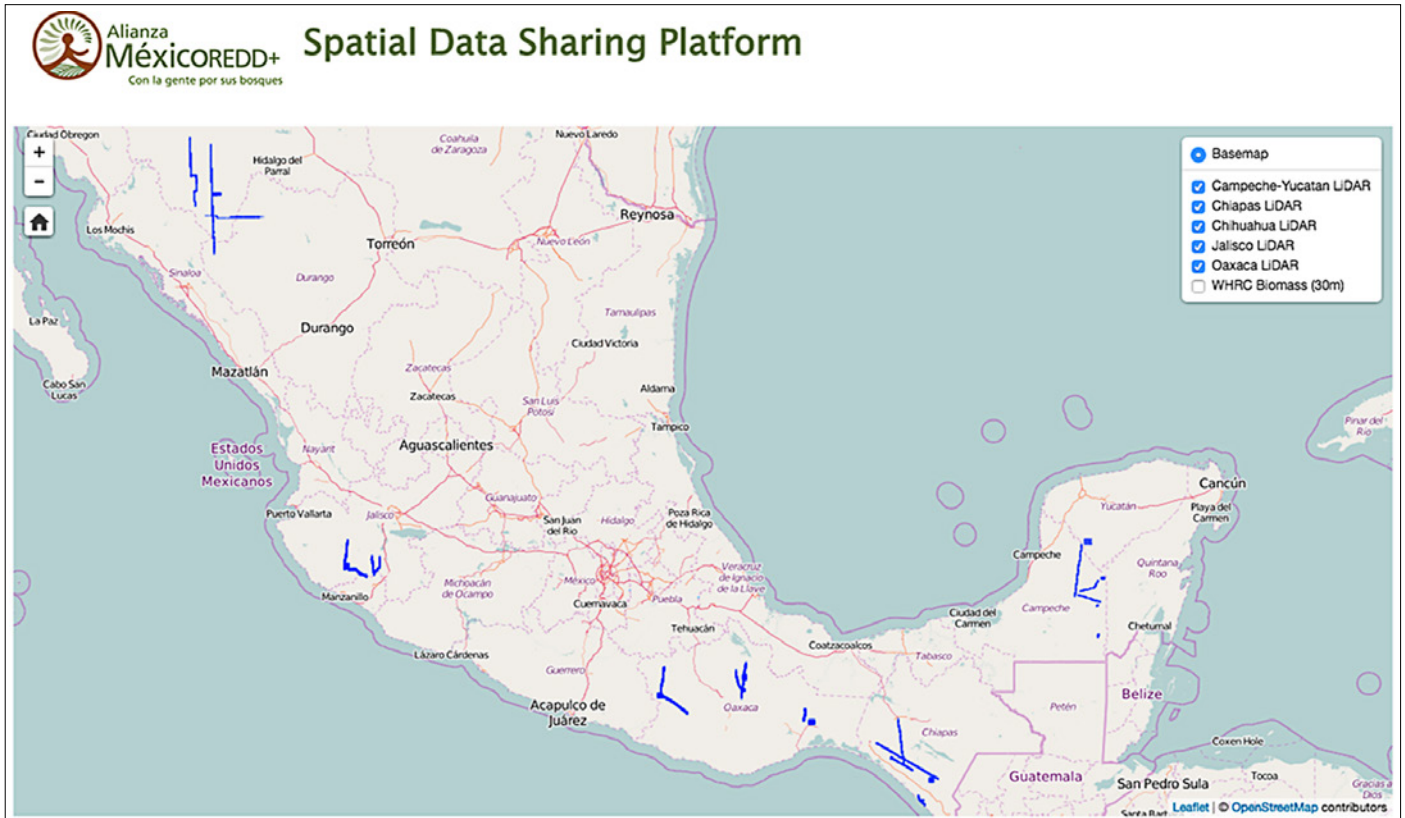 Alianza
MéxicoREDD+
Con la gente por sus bosques
Spatial Data Sharing Platform
Ciudad Obregon
+
−
Hidalgo del
Parral
Coahuila
de Zaragoza
Nuevo Laredo
Basemap
Campeche-Yucatan LiDAR
Chiapas LiDAR
Chihuahua LiDAR
Jalisco LiDAR
Oaxaca LiDAR
WHRC Biomass (30m)
Los Mochis
Reynosa
Torreón
Nuevo León
Sinaloa
Durango
La Paz
Durango
Tamaulipas
Ciudad Victoria
Mazatlán
Zacatecas
Cabo San
Lucas
Zacatecas
San Luis
Potosí
Aldama
Tampico
Pinar del
Rio
Estados
Unidos
Mexicanos
Nayarit
Aguascalientes
Guanajuato
Puerto Vallarta
Jalisco
San Juan
del Rio
Hidalgo
Poza Rica
de Hidalgo
Cancún
Yucatán
Playa del
Carmen
Campeche
Quintana
Roo
Manzanillo
Michoacán
de Ocampo
México
Cuernavaca
Puebla
Veracruz
de Ignacio
de la Llave
Tehuacán
Ciudad del
Carmen
Campeche
Chetumal
Lázaro Cárdenas
Guerrero
Coatzacoalcos
Tabasco
Acapulco de
Juárez
Oaxaca
Chiapas
Petén
Belize
Coxen Hole
Guatemala
San Pedro Sula
Tocoa
Gracias a
Dios
Santa Bart
Leaflet | © OpenStreetMap contributors